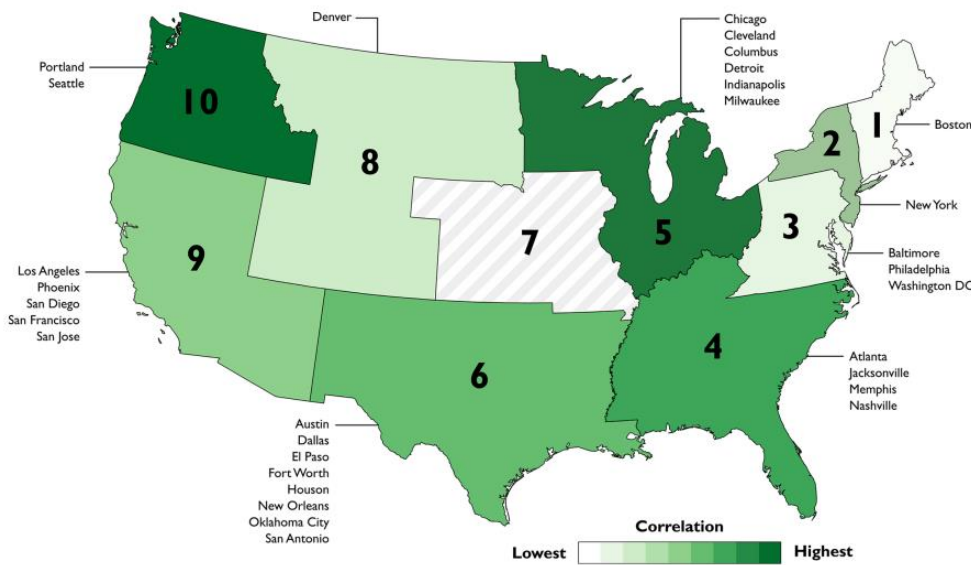 Denver
Chicago
Cleveland
Columbus
Detroit
Indianapolis
Milwaukee
Portland
Seattle
10
8
5
2
1
Boston
New York
3
7
9
Baltimore
Philadelphia
Washington DC
Los Angeles
Phoenix
San Diego
San Francisco
San Jose
6
4
Atlanta
Jacksonville
Memphis
Nashville
Austin
Dallas
El Paso
Fort Worth
Houson
New Orleans
Oklahoma City
San Antonio
Correlation
Lowest
Highest